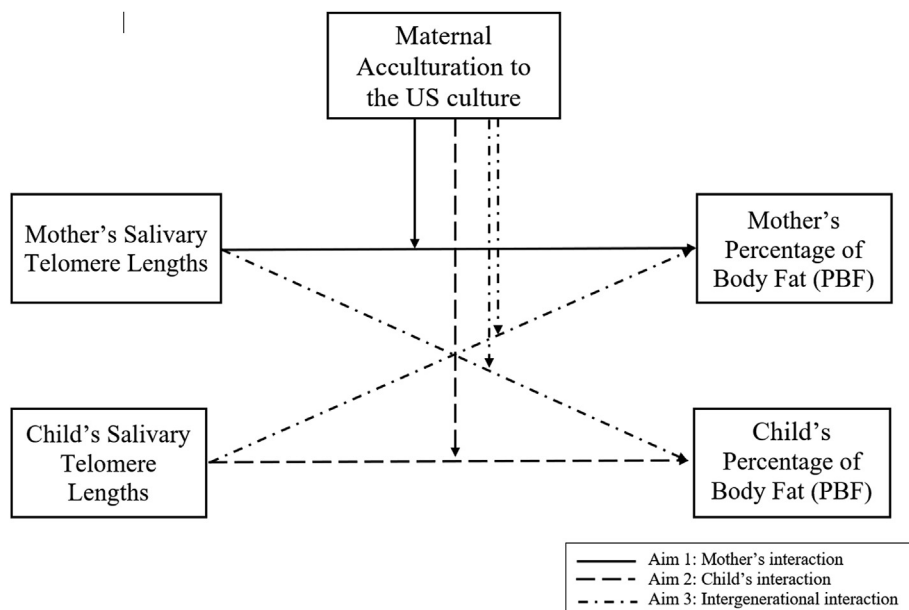 Maternal
Acculturation to
the US culture
Mother’s Salivary
Telomere Lengths
Mother’s
Percentage of
Body Fat (PBF)
Child’s Salivary
Telomere
Lengths
Child’s
Percentage of
Body Fat (PBF)
Aim 1: Mother’s interaction
Aim 2: Child’s interaction
Aim 3: Intergenerational interaction